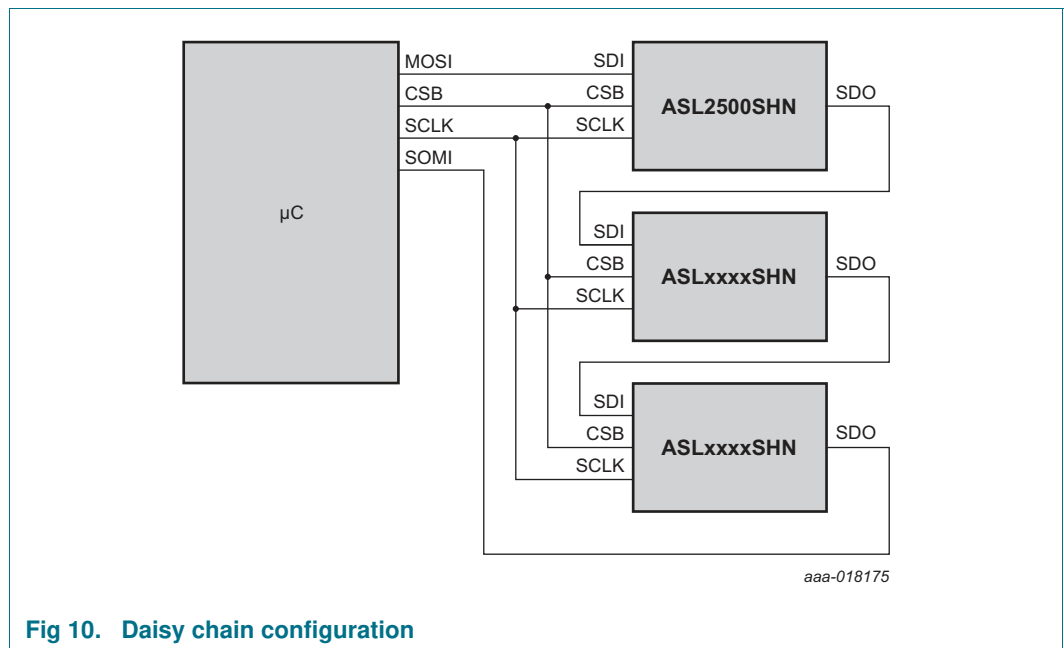 MOSI SDI
CSB CSB ASL2500SHN SDO
SCLK SCLK
SOMI
µC
SDI
CSB ASLxxxxSHN SDO
SCLK
SDI
CSB ASLxxxxSHN SDO
SCLK
aaa-018175
Fig 10. Daisy chain configuration